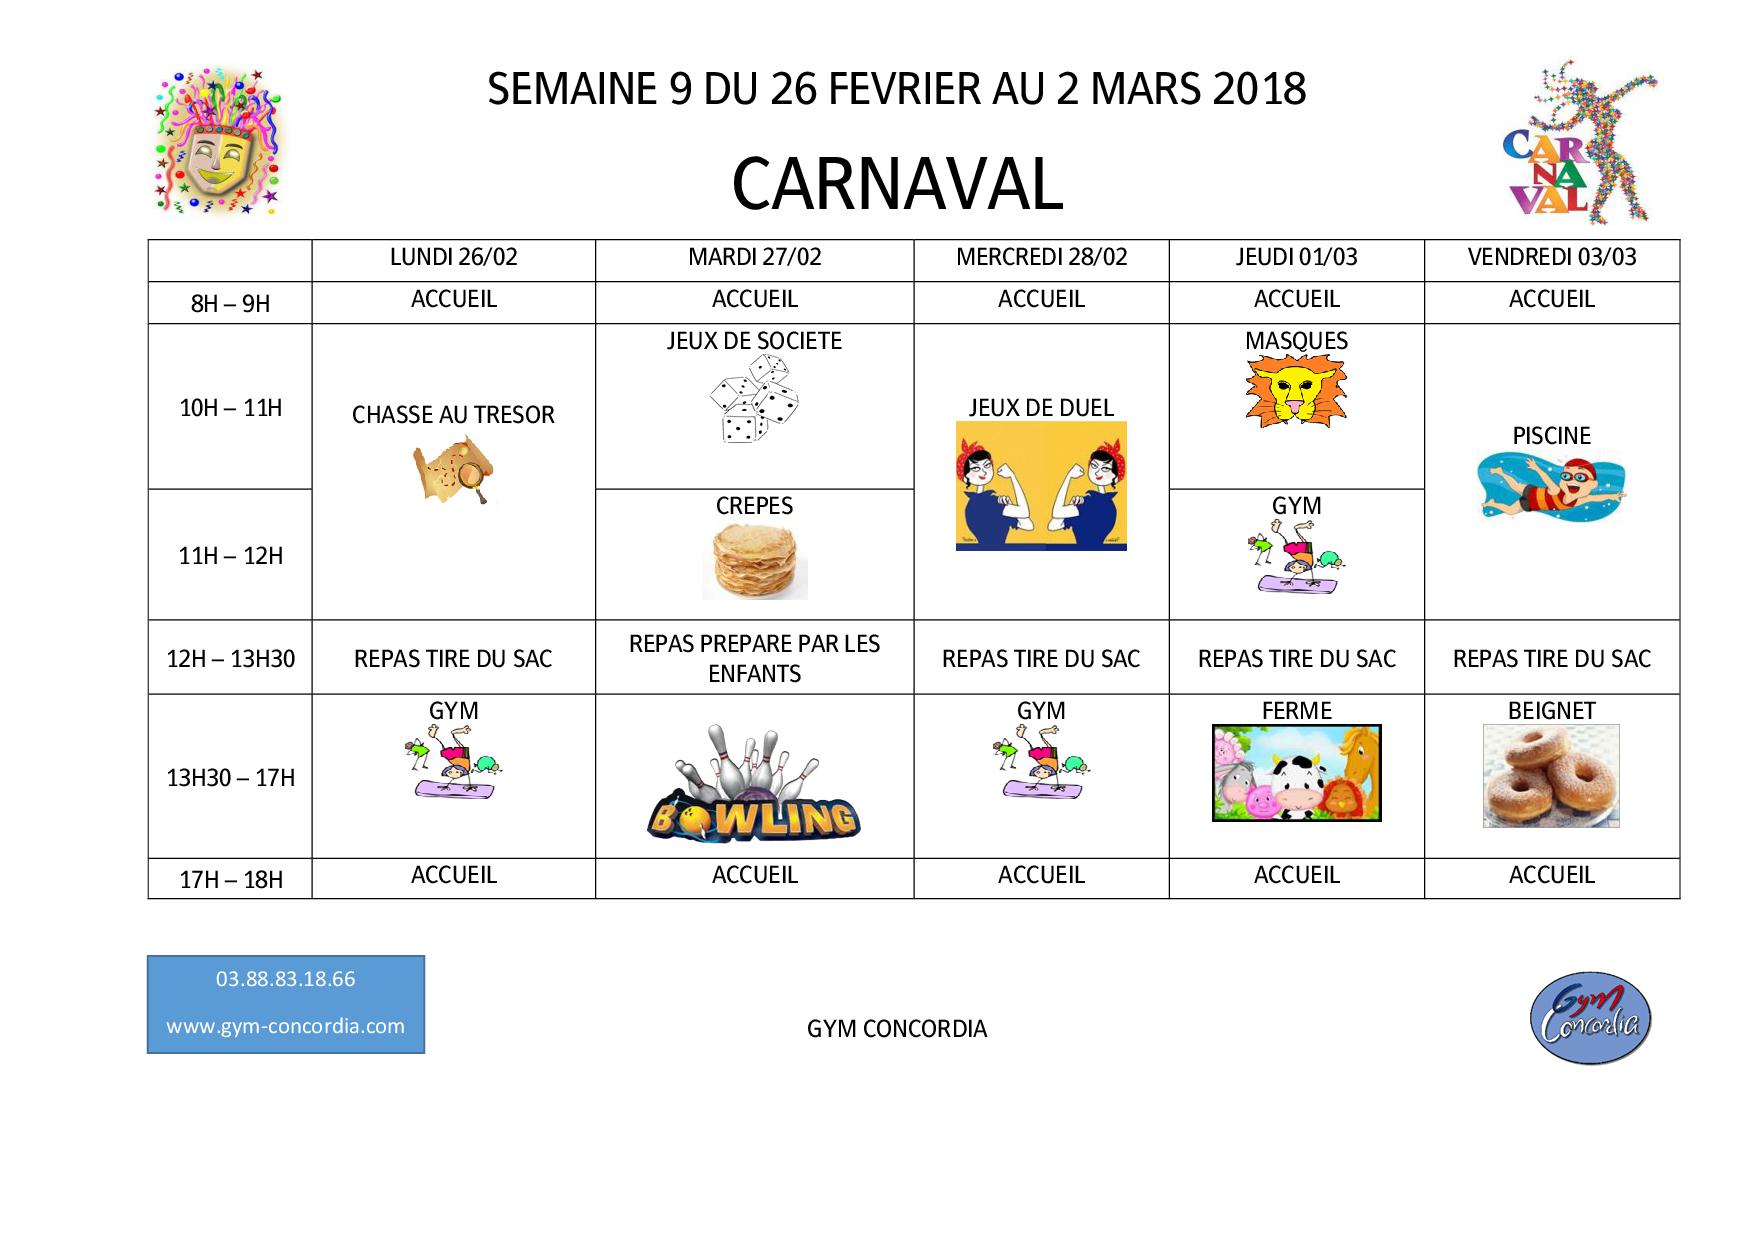 SEMAINE 9 DU 26 FEVRIER AU 2 MARS 2018
CARNAVAL
CAR
NA
VAL
LUNDI 26/02 MARDI 27/02 MERCREDI 28/02 JEUDI 01/03 VENDREDI 03/03
8H – 9H ACCUEIL ACCUEIL ACCUEIL ACCUEIL ACCUEIL
10H – 11H CHASSE AU TRESOR JEUX DE SOCIETE JEUX DE DUEL MASQUES PISCINE
11H – 12H CREPES GYM
12H – 13H30 REPAS TIRE DU SAC REPAS PREPARE PAR LES
ENFANTS REPAS TIRE DU SAC REPAS TIRE DU SAC REPAS TIRE DU SAC
13H30 – 17H GYM BOWLING GYM FERME BEIGNET
17H – 18H ACCUEIL ACCUEIL ACCUEIL ACCUEIL ACCUEIL
03.88.83.18.66
www.gym-concordia.com
GYM CONCORDIA
Gym
Concordia